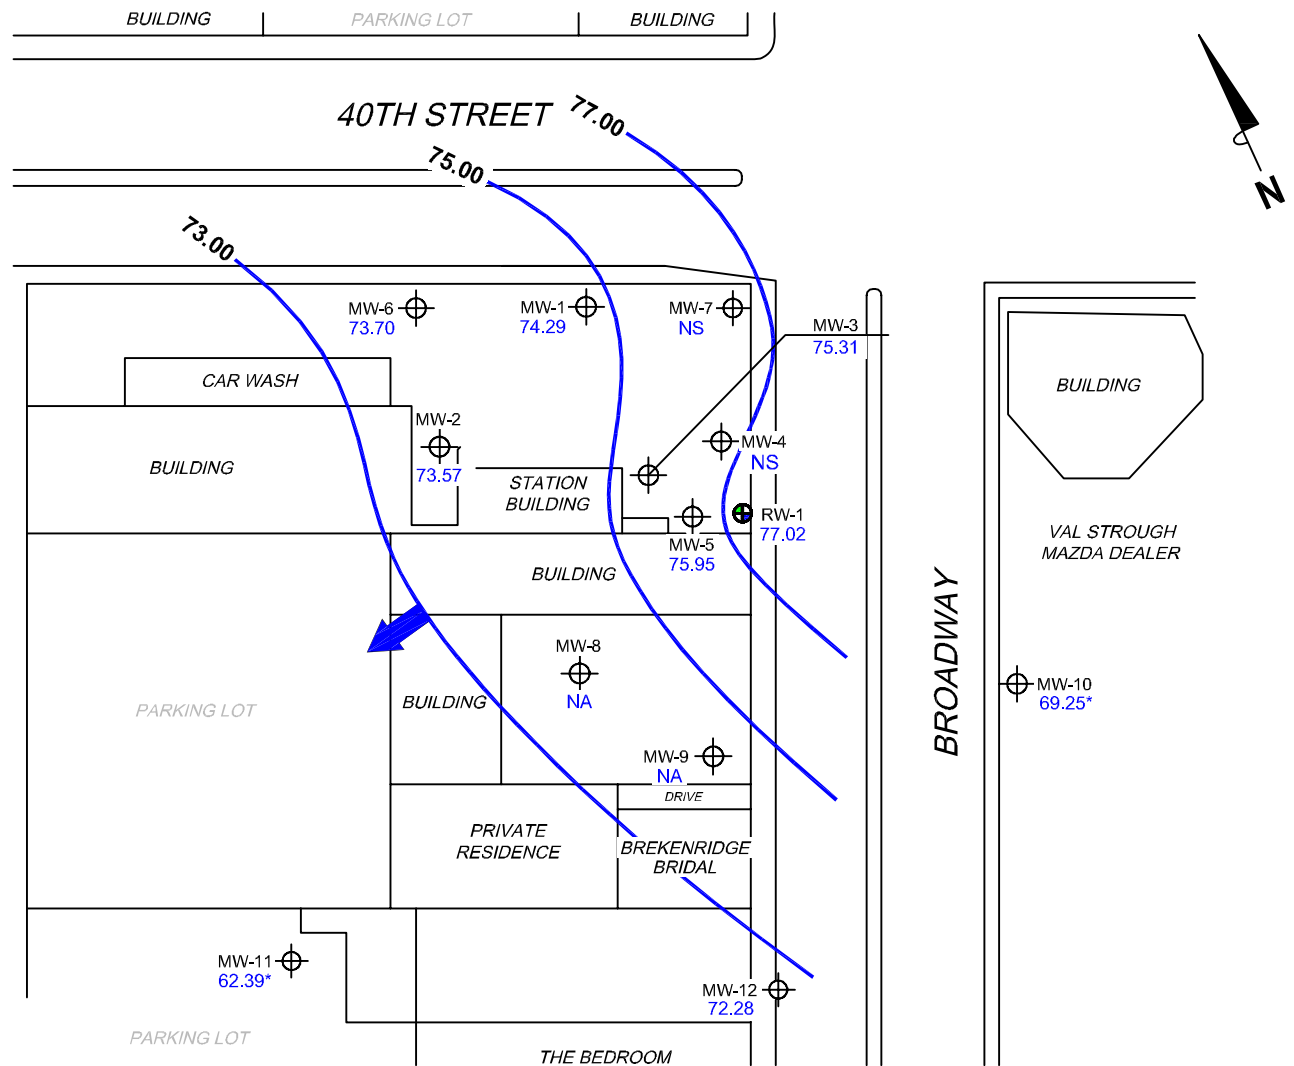 BUILDING
PARKING LOT
BUILDING
40TH STREET
77.00
75.00
73.00
N
MW-6
73.70
MW-1
74.29
MW-7
NS
MW-3
75.31
CAR WASH
BUILDING
MW-2
73.57
MW-4
NS
BUILDING
STATION
BUILDING
RW-1
77.02
MW-5
75.95
VAL STROUGH
MAZDA DEALER
BUILDING
MW-8
NA
BROADWAY
MW-10
69.25*
PARKING LOT
BUILDING
MW-9
NA
DRIVE
PRIVATE
RESIDENCE
BREKENRIDGE
BRIDAL
MW-11
62.39*
MW-12
72.28
PARKING LOT
THE BEDROOM